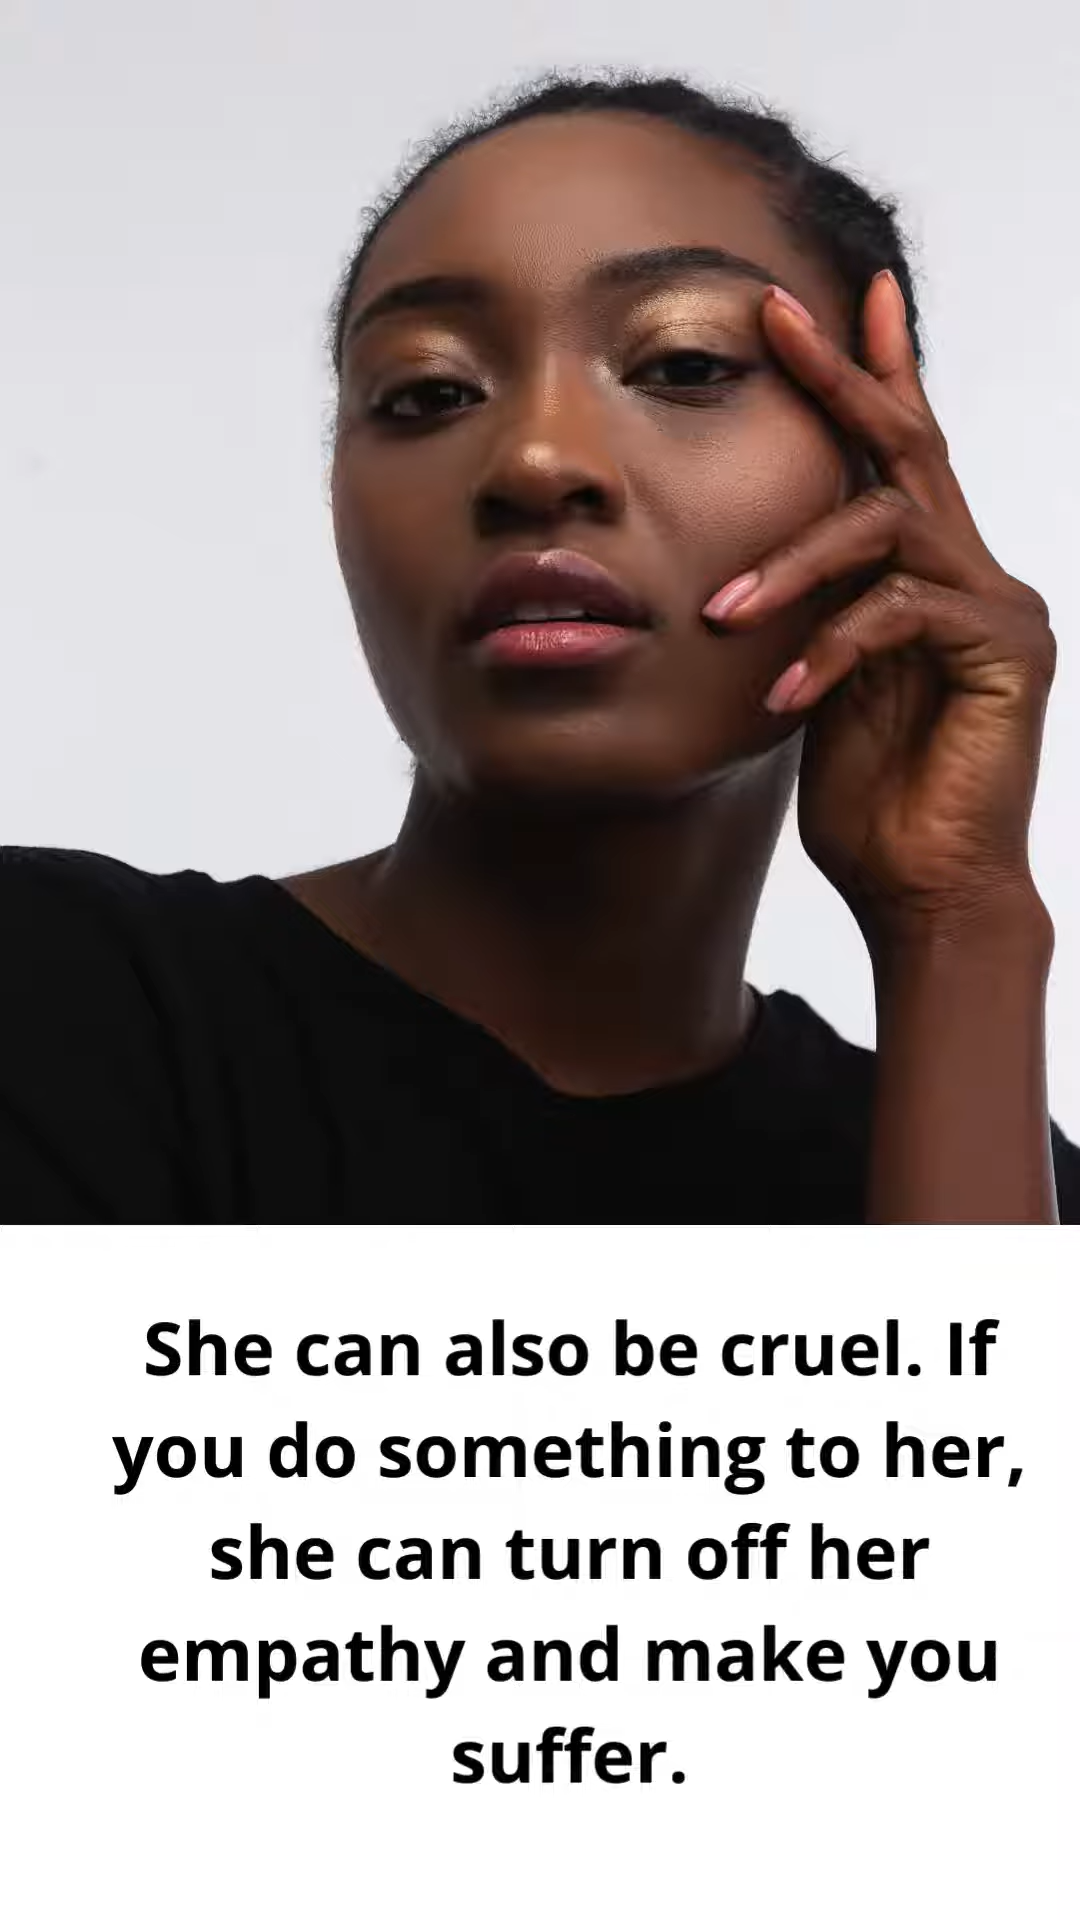 She can also be cruel. If
you do something to her,
she can turn off her
empathy and make you
suffer.